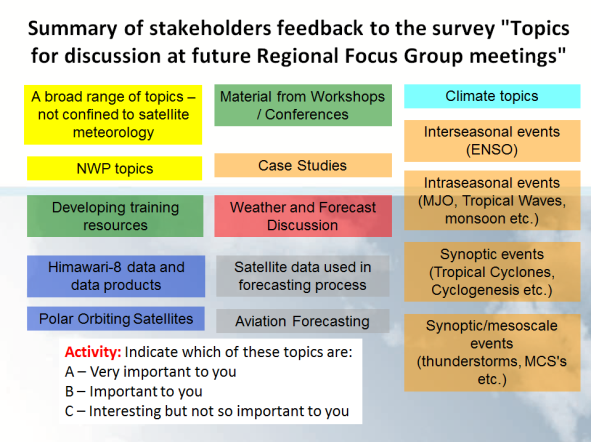 Summary of stakeholders feedback to the survey "Topics
for discussion at future Regional Focus Group meetings"
A broad range of topics –
not confined to satellite
meteorology
NWP topics
Developing training
resources
Himawari-8 data and
data products
Polar Orbiting Satellites
Material from Workshops
/ Conferences
Case Studies
Weather and Forecast
Discussion
Satellite data used in
forecasting process
Aviation Forecasting
Climate topics
Interseasonal events
(ENSO)
Intraseasonal events
(MJO, Tropical Waves,
monsoon etc.)
Synoptic events
(Tropical Cyclones,
Cyclogenesis etc.)
Synoptic/mesoscale
events
(thunderstorms, MCS's
etc.)
Activity: Indicate which of these topics are:
A – Very important to you
B – Important to you
C – Interesting but not so important to you